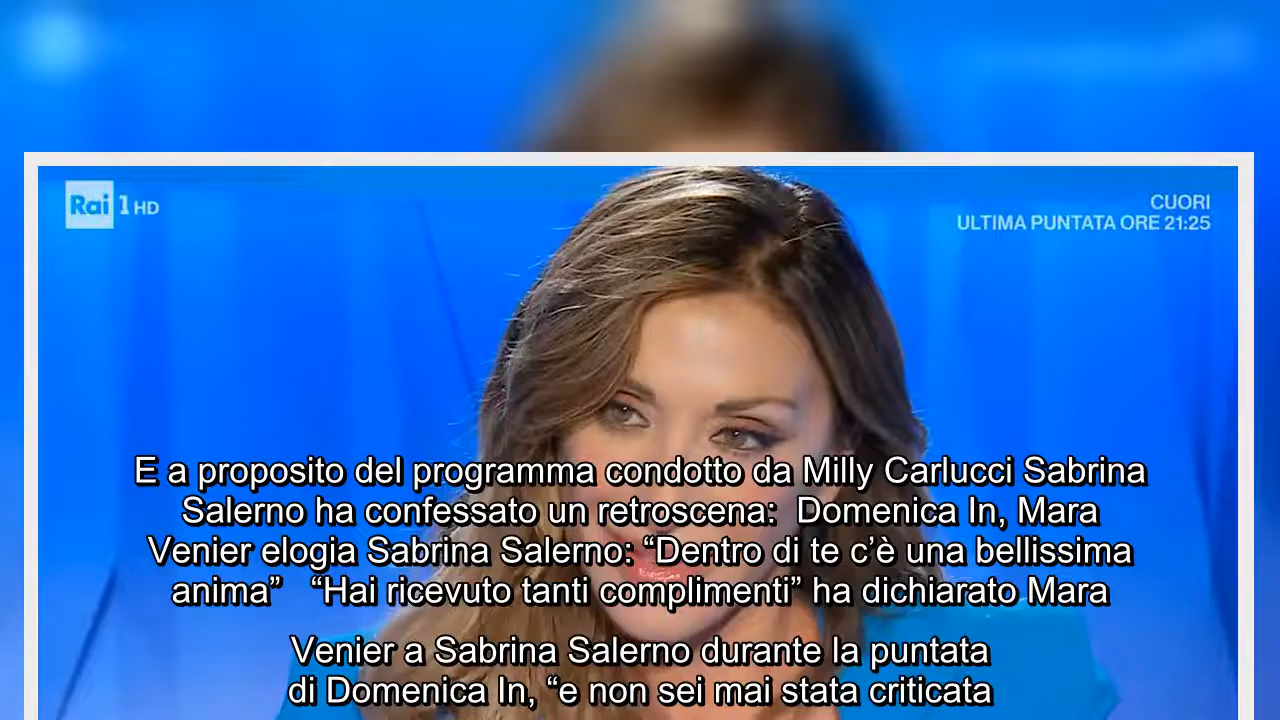 Rai 1 HD
CUORI
ULTIMA PUNTATA ORE 21:25
E a proposito del programma condotto da Milly Carlucci Sabrina
Salerno ha confessato un retroscena:  Domenica In, Mara
Venier elogia Sabrina Salerno: “Dentro di te c’è una bellissima
anima”   “Hai ricevuto tanti complimenti” ha dichiarato Mara
Venier a Sabrina Salerno durante la puntata
di Domenica In, “e non sei mai stata criticata